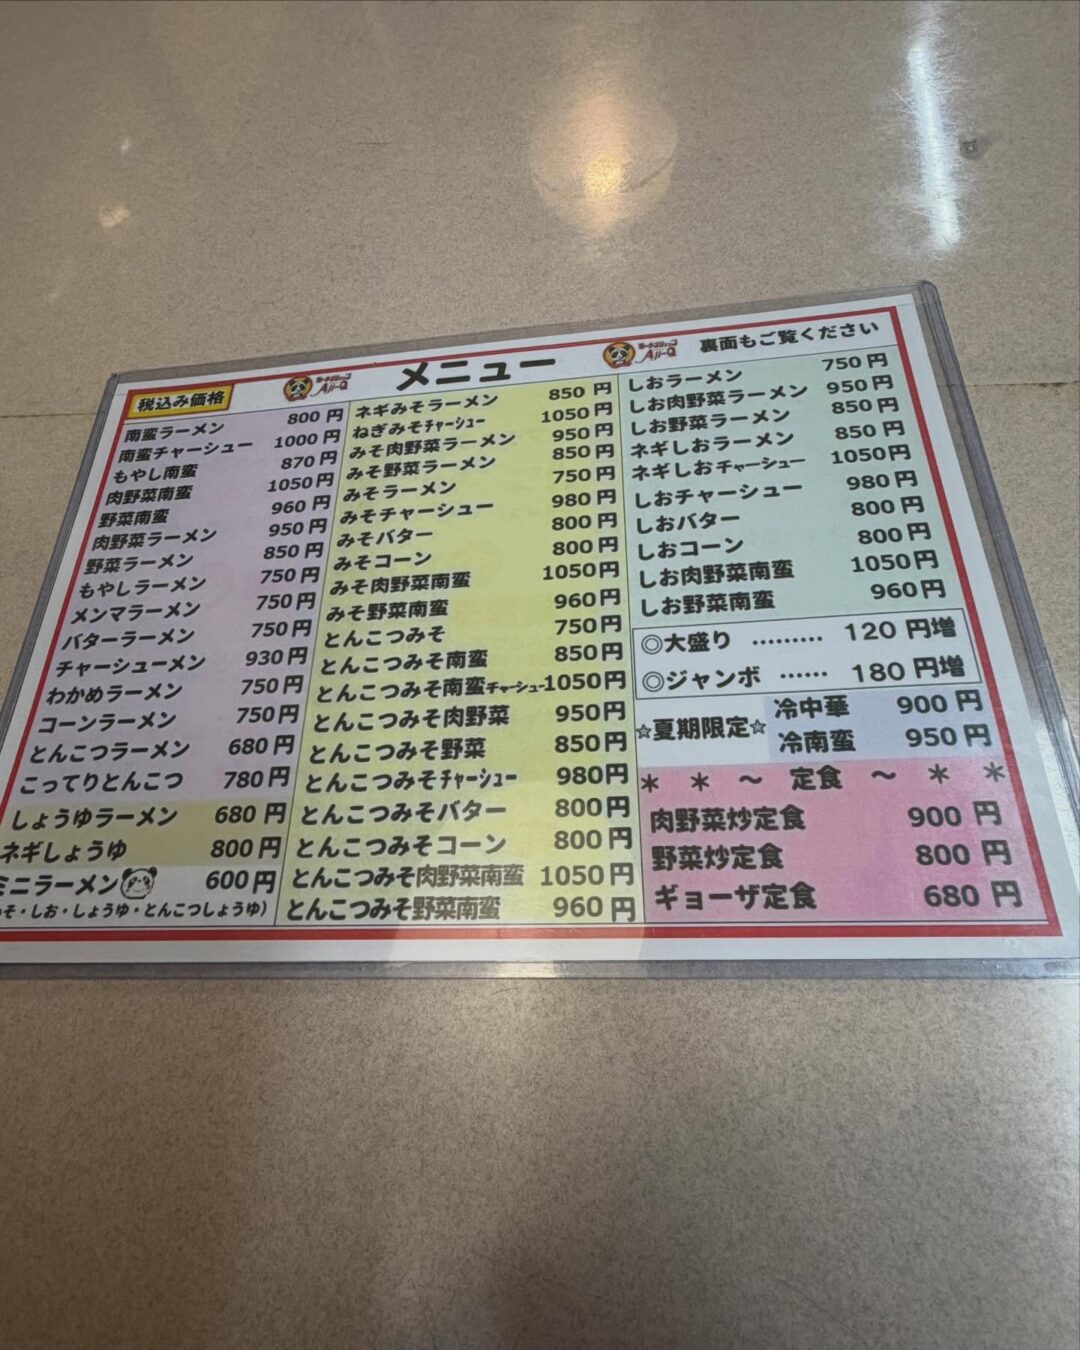 税込み価格
Aji-Q
メニュー
Aji-Q
裏面もご覧ください
南蛮ラーメン 800円
南蛮チャーシュー 1000円
もやし南蛮 870円
肉野菜南蛮 1050円
野菜南蛮 960円
肉野菜ラーメン 950円
野菜ラーメン 850円
もやしラーメン 750円
メンマラーメン 750円
バターラーメン 750円
チャーシューメン 930円
わかめラーメン 750円
コーンラーメン 750円
とんこつラーメン 680円
こってりとんこつ 780円
しょうゆラーメン 680円
ネギしょうゆ 800円
ミニラーメン 600円
そ・しお・しょうゆ・とんこつしょうゆ)
ネギみそラーメン 850円
ねぎみそチャーシュー 1050円
みそ肉野菜ラーメン 950円
みそ野菜ラーメン 850円
みそラーメン 750円
みそチャーシュー 980円
みそバター 800円
みそコーン 800円
みそ肉野菜南蛮 1050円
みそ野菜南蛮 960円
とんこつみそ 750円
とんこつみそ南蛮 850円
とんこつみそ南蛮チャーシュー1050円
とんこつみそ肉野菜 950円
とんこつみそ野菜 850円
とんこつみそチャーシュー 980円
とんこつみそバター 800円
とんこつみそコーン 800円
とんこつみそ肉野菜南蛮 1050円
とんこつみそ野菜南蛮 960円
しおラーメン 750円
しお肉野菜ラーメン 950円
しお野菜ラーメン 850円
ネギしおラーメン 850円
ネギしおチャーシュー 1050円
しおチャーシュー 980円
しおバター 800円
しおコーン 800円
しお肉野菜南蛮 1050円
しお野菜南蛮 960円
◎大盛り ‥‥‥‥‥ 120円増
◎ジャンボ ‥‥‥ 180円増
☆夏期限定☆
冷中華 900円
冷南蛮 950円
＊ ＊ ～ 定食 ～ ＊ ＊
肉野菜炒定食 900円
野菜炒定食 800円
ギョーザ定食 680円